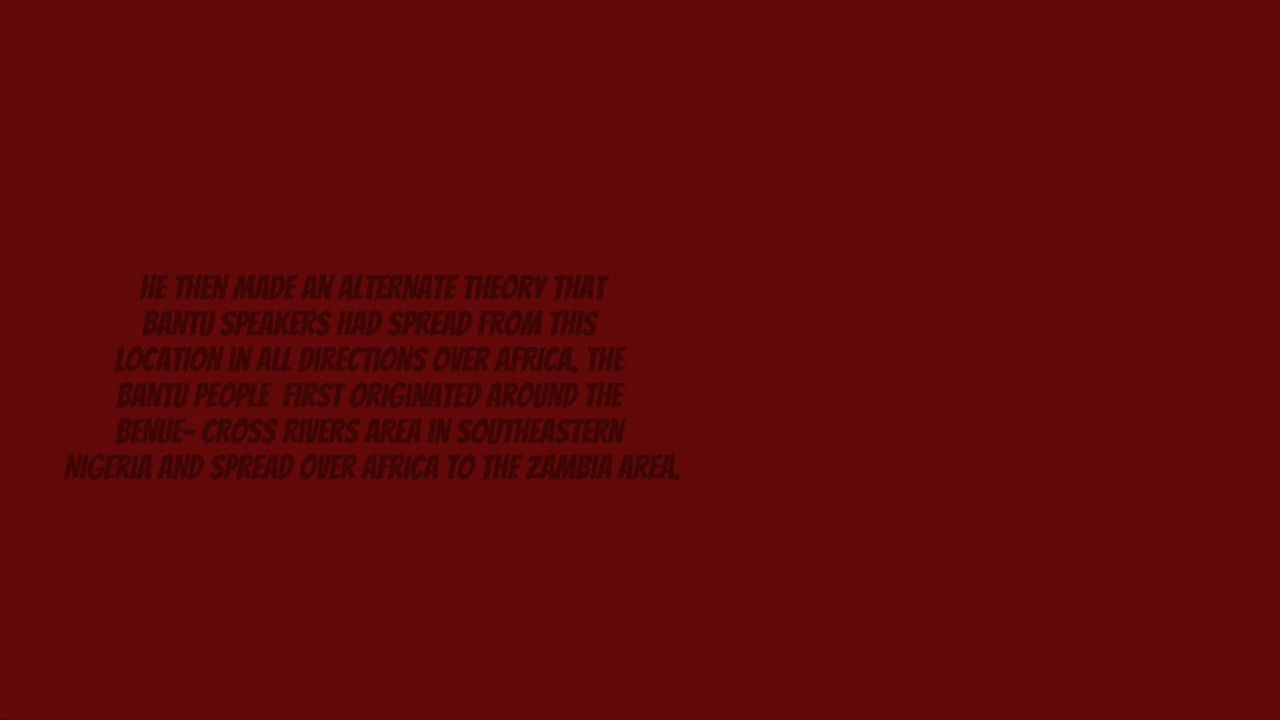 HE THEN MADE AN ALTERNATE THEORY THAT
BANTU SPEAKERS HAD SPREAD FROM THIS
LOCATION IN ALL DIRECTIONS OVER AFRICA. THE
BANTU PEOPLE  FIRST ORIGINATED AROUND THE
BENUE- CROSS RIVERS AREA IN SOUTHEASTERN
NIGERIA AND SPREAD OVER AFRICA TO THE ZAMBIA AREA.